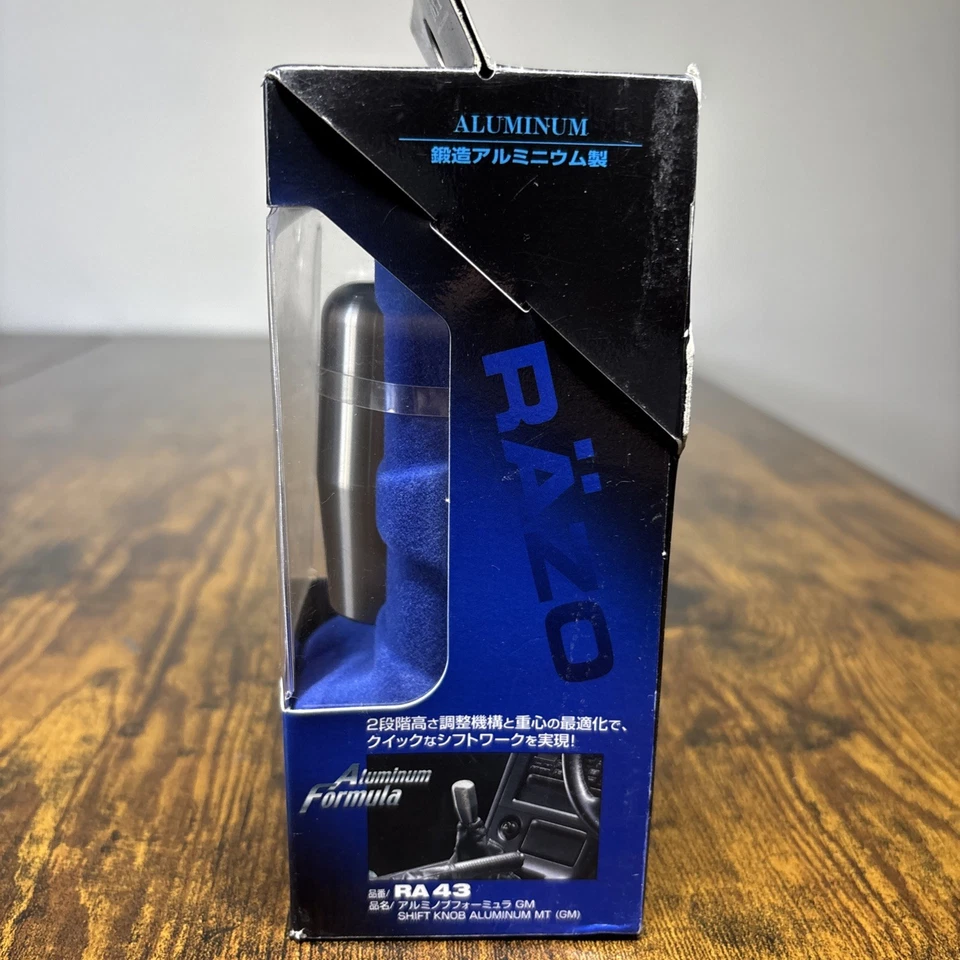 ALUMINUM
鍛造アルミニウム製
RÄZO
2段階高さ調整機構と重心の最適化で、
クイックなシフトワークを実現!
Aluminum
Formula
品番/ RA 43
品名/ アルミノブフォーミュラ GM
SHIFT KNOB ALUMINUM MT (GM)